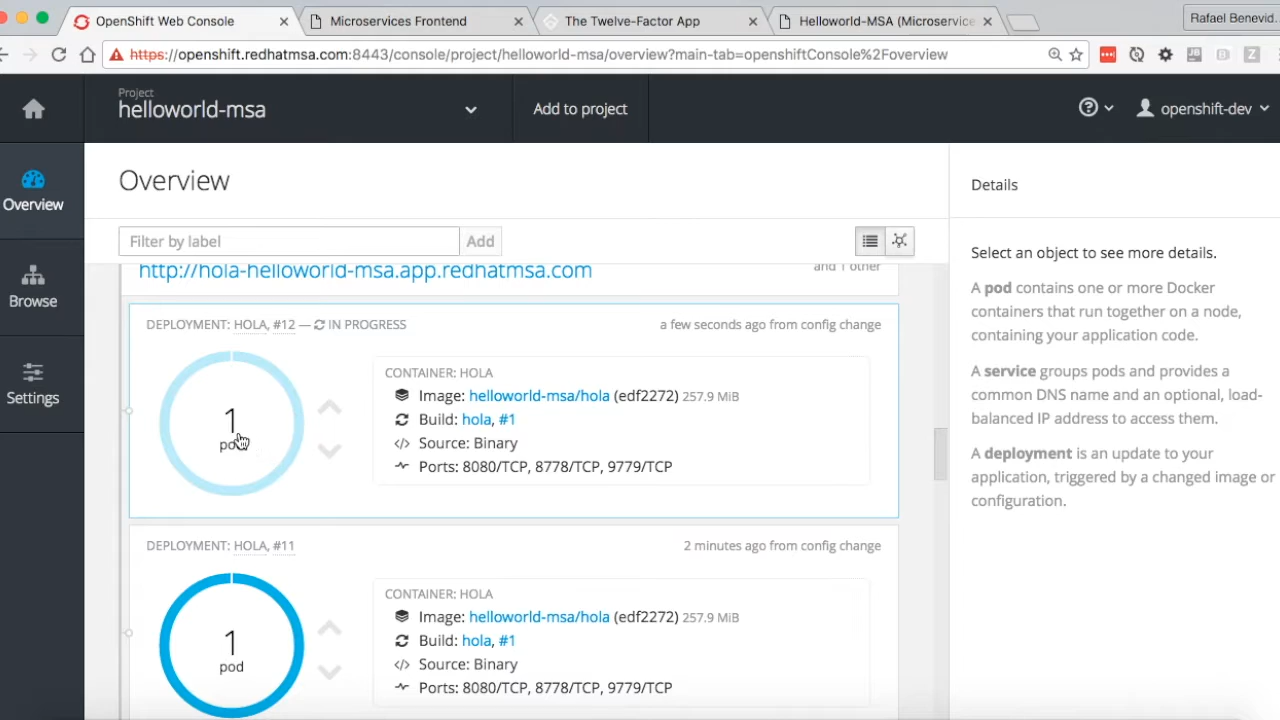 OpenShift Web Console
Microservices Frontend
The Twelve-Factor App
Helloworld-MSA (Microservice
Rafael Benevid
https://openshift.redhatmsa.com:8443/console/project/helloworld-msa/overview?main-tab=openshiftConsole%2Foverview
Project
helloworld-msa
Add to project
openshift-dev
Overview
Browse
Settings
Overview
Filter by label
Add
http://hola-helloworld-msa.app.redhatmsa.com
and 1 other
DEPLOYMENT: HOLA, #12 — IN PROGRESS
a few seconds ago from config change
1
pod
CONTAINER: HOLA
Image: helloworld-msa/hola (edf2272) 257.9 MiB
Build: hola, #1
</> Source: Binary
Ports: 8080/TCP, 8778/TCP, 9779/TCP
DEPLOYMENT: HOLA, #11
2 minutes ago from config change
1
pod
CONTAINER: HOLA
Image: helloworld-msa/hola (edf2272) 257.9 MiB
Build: hola, #1
</> Source: Binary
Ports: 8080/TCP, 8778/TCP, 9779/TCP
Details
Select an object to see more details.
A pod contains one or more Docker
containers that run together on a node,
containing your application code.
A service groups pods and provides a
common DNS name and an optional, load-
balanced IP address to access them.
A deployment is an update to your
application, triggered by a changed image or
configuration.